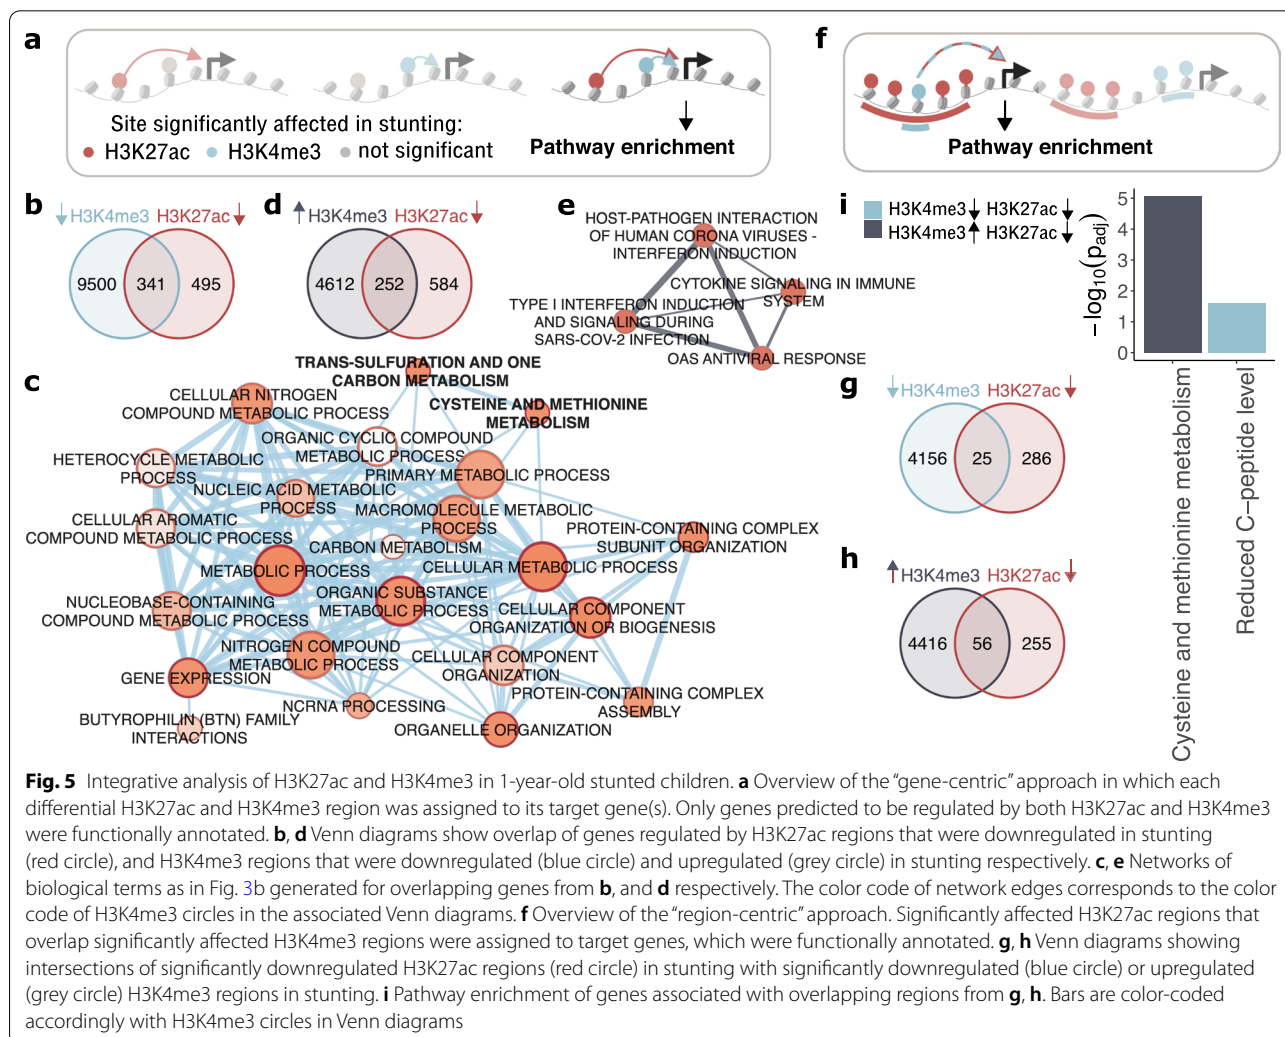 a
Site significantly affected in stunting:
H3K27ac H3K4me3 not significant
Pathway enrichment
f
Pathway enrichment
b
H3K4me3 H3K27ac
9500 341 495
d
H3K4me3 H3K27ac
4612 252 584
e
HOST-PATHOGEN INTERACTION
OF HUMAN CORONA VIRUSES -
INTERFERON INDUCTION
CYTOKINE SIGNALING IN IMMUNE
SYSTEM
TYPE I INTERFERON INDUCTION
AND SIGNALING DURING
SARS-COV-2 INFECTION
OAS ANTIVIRAL RESPONSE
i
H3K4me3↓ H3K27ac↓
H3K4me3↑ H3K27ac↓
−log10(padj)
5
4
3
2
1
0
Cysteine and methionine metabolism
Reduced C−peptide level
c
TRANS-SULFURATION AND ONE
CARBON METABOLISM
CYSTEINE AND METHIONINE
METABOLISM
CELLULAR NITROGEN
COMPOUND METABOLIC PROCESS
ORGANIC CYCLIC COMPOUND
METABOLIC PROCESS
HETEROCYCLE METABOLIC
PROCESS
PRIMARY METABOLIC PROCESS
NUCLEIC ACID METABOLIC
PROCESS
MACROMOLECULE METABOLIC
PROCESS
CELLULAR AROMATIC
COMPOUND METABOLIC PROCESS
PROTEIN-CONTAINING COMPLEX
SUBUNIT ORGANIZATION
CARBON METABOLISM
METABOLIC PROCESS
CELLULAR METABOLIC PROCESS
ORGANIC SUBSTANCE
METABOLIC PROCESS
NUCLEOBASE-CONTAINING
COMPOUND METABOLIC PROCESS
CELLULAR COMPONENT
ORGANIZATION OR BIOGENESIS
NITROGEN COMPOUND
METABOLIC PROCESS
CELLULAR COMPONENT
ORGANIZATION
GENE EXPRESSION
PROTEIN-CONTAINING COMPLEX
ASSEMBLY
NCRNA PROCESSING
BUTYROPHILIN (BTN) FAMILY
INTERACTIONS
ORGANELLE ORGANIZATION
g
H3K4me3 H3K27ac
4156 25 286
h
H3K4me3 H3K27ac
4416 56 255
Fig. 5 Integrative analysis of H3K27ac and H3K4me3 in 1-year-old stunted children. a Overview of the “gene-centric” approach in which each
differential H3K27ac and H3K4me3 region was assigned to its target gene(s). Only genes predicted to be regulated by both H3K27ac and H3K4me3
were functionally annotated. b, d Venn diagrams show overlap of genes regulated by H3K27ac regions that were downregulated in stunting
(red circle), and H3K4me3 regions that were downregulated (blue circle) and upregulated (grey circle) in stunting respectively. c, e Networks of
biological terms as in Fig. 3b generated for overlapping genes from b, and d respectively. The color code of network edges corresponds to the color
code of H3K4me3 circles in the associated Venn diagrams. f Overview of the “region-centric” approach. Significantly affected H3K27ac regions that
overlap significantly affected H3K4me3 regions were assigned to target genes, which were functionally annotated. g, h Venn diagrams showing
intersections of significantly downregulated H3K27ac regions (red circle) in stunting with significantly downregulated (blue circle) or upregulated
(grey circle) H3K4me3 regions in stunting. i Pathway enrichment of genes associated with overlapping regions from g, h. Bars are color-coded
accordingly with H3K4me3 circles in Venn diagrams